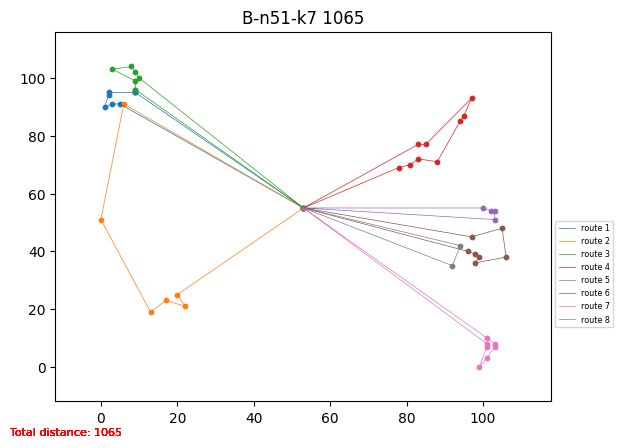 B-n51-k7 1065
100
80
60
40
20
0
0
20
40
60
80
100
route 1
route 2
route 3
route 4
route 5
route 6
route 7
route 8
Total distance: 1065